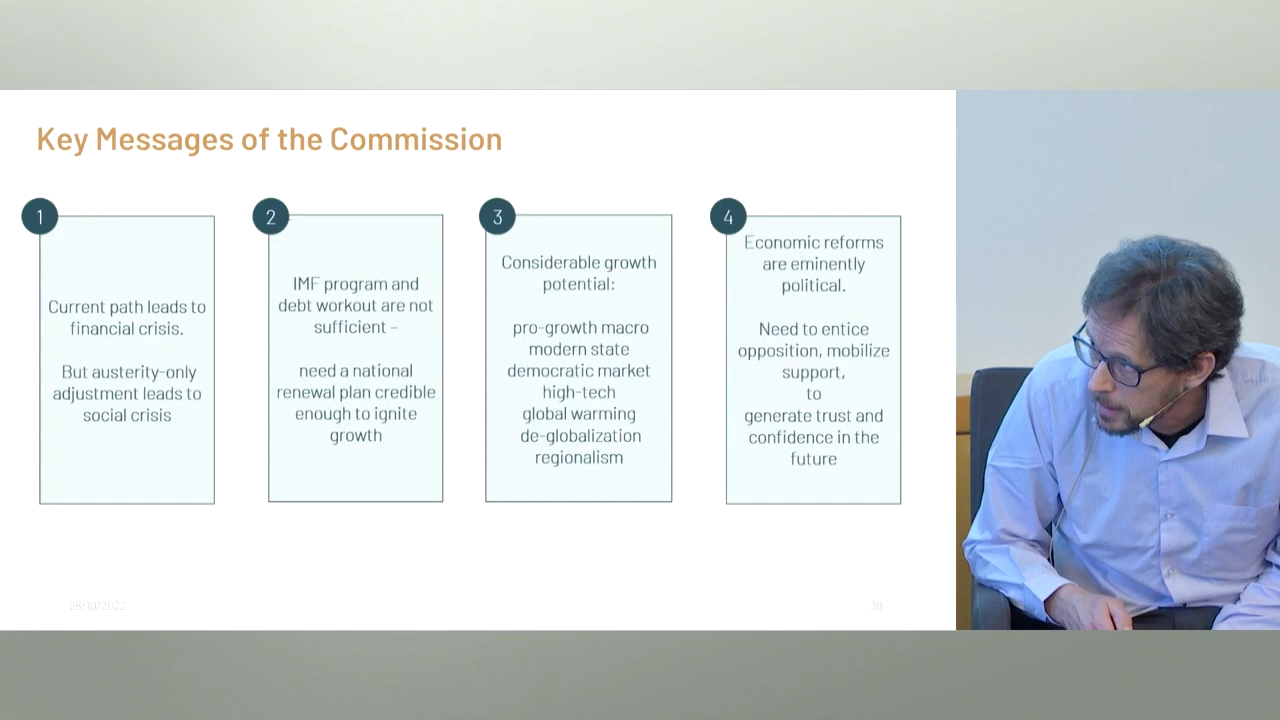 Key Messages of the Commission
1
Current path leads to
financial crisis.
But austerity-only
adjustment leads to
social crisis
2
IMF program and
debt workout are not
sufficient –
need a national
renewal plan credible
enough to ignite
growth
3
Considerable growth
potential:
pro-growth macro
modern state
democratic market
high-tech
global warming
de-globalization
regionalism
4
Economic reforms
are eminently
political.
Need to entice
opposition, mobilize
support,
to
generate trust and
confidence in the
future
28/10/2022
38